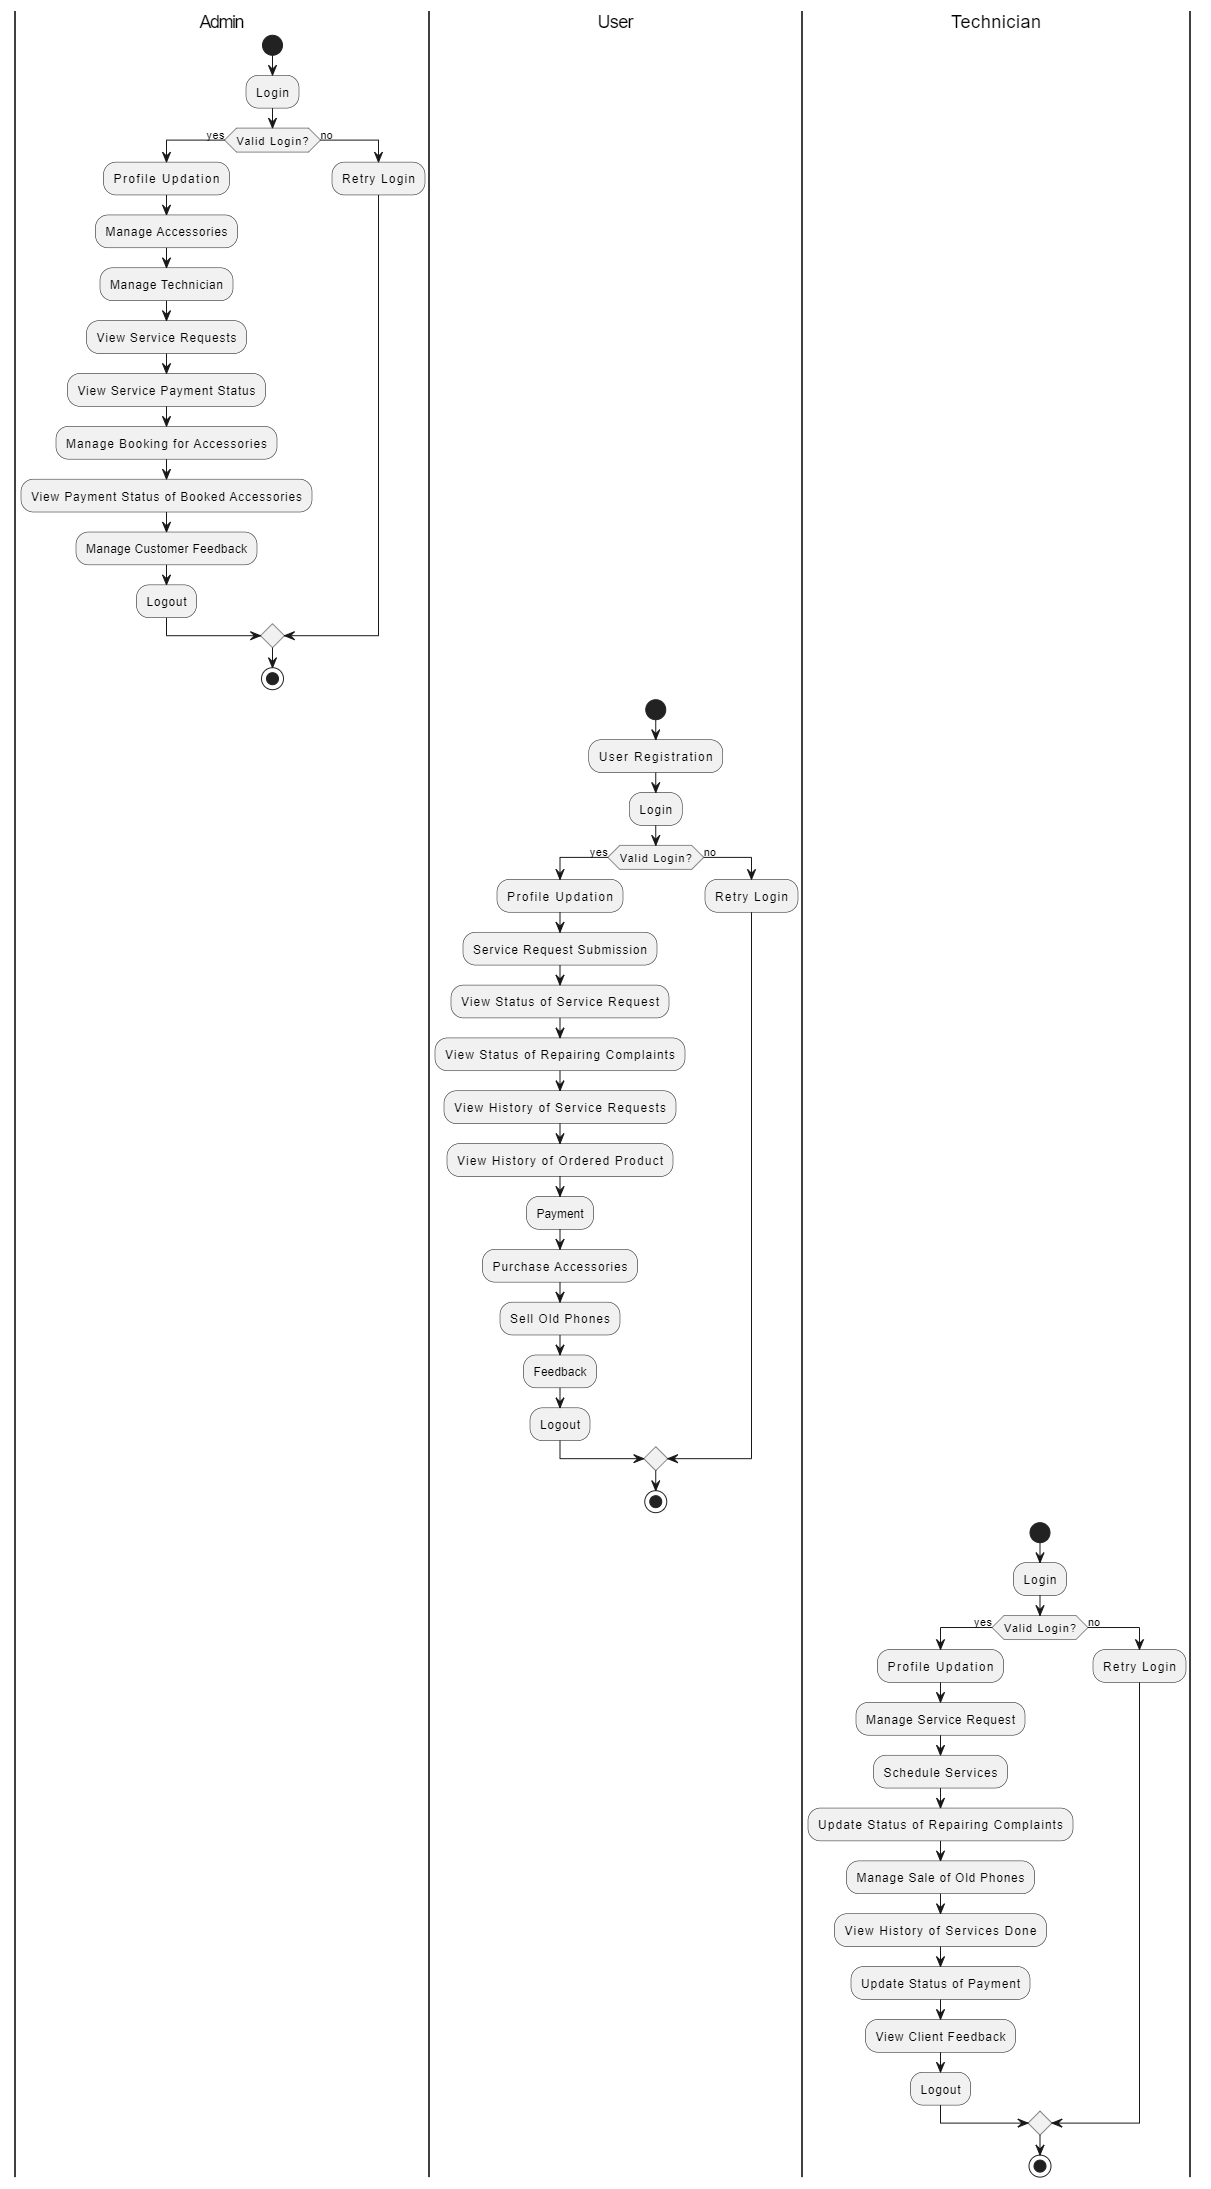 Admin
User
Technician
Login
yes
Valid Login?
no
Profile Updation
Retry Login
Manage Accessories
Manage Technician
View Service Requests
View Service Payment Status
Manage Booking for Accessories
View Payment Status of Booked Accessories
Manage Customer Feedback
Logout
User Registration
Login
yes
Valid Login?
no
Profile Updation
Retry Login
Service Request Submission
View Status of Service Request
View Status of Repairing Complaints
View History of Service Requests
View History of Ordered Product
Payment
Purchase Accessories
Sell Old Phones
Feedback
Logout
Login
yes
Valid Login?
no
Profile Updation
Retry Login
Manage Service Request
Schedule Services
Update Status of Repairing Complaints
Manage Sale of Old Phones
View History of Services Done
Update Status of Payment
View Client Feedback
Logout